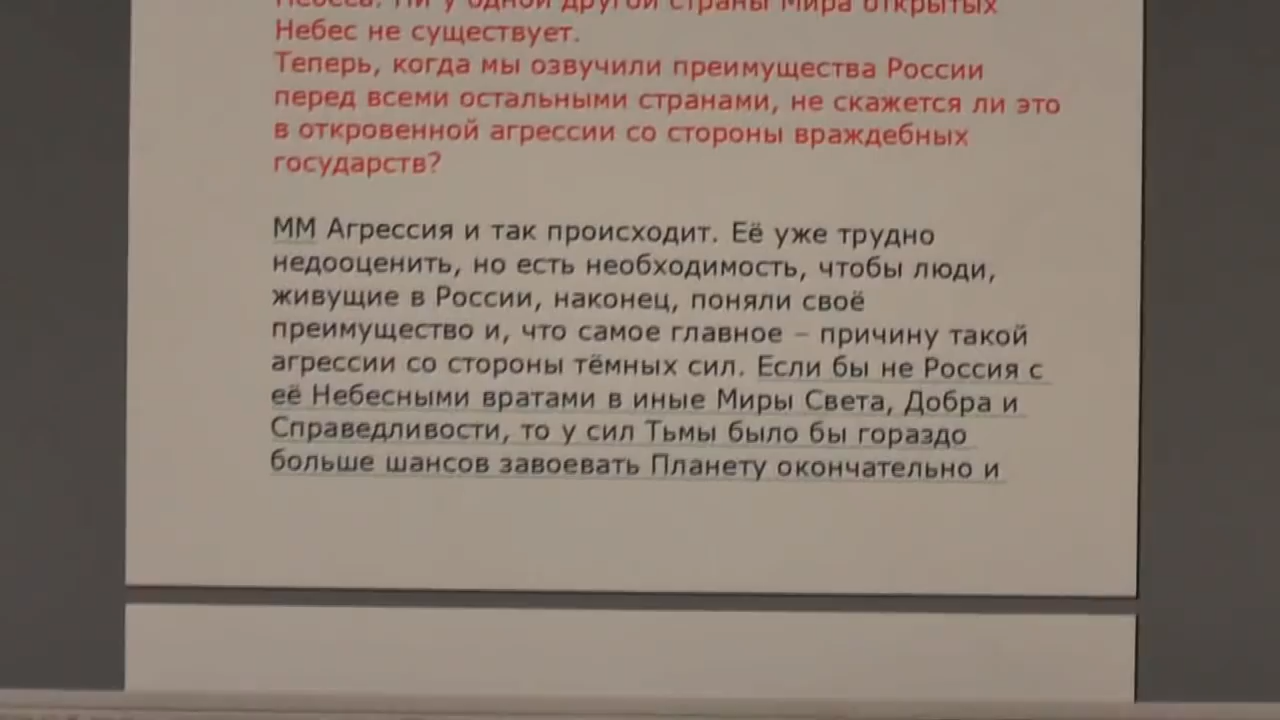 Небеса. Ни у одной другой страны Мира открытых
Небес не существует.
Теперь, когда мы озвучили преимущества России
перед всеми остальными странами, не скажется ли это
в откровенной агрессии со стороны враждебных
государств?
ММ Агрессия и так происходит. Её уже трудно
недооценить, но есть необходимость, чтобы люди,
живущие в России, наконец, поняли своё
преимущество и, что самое главное – причину такой
агрессии со стороны тёмных сил. Если бы не Россия с
её Небесными вратами в иные Миры Света, Добра и
Справедливости, то у сил Тьмы было бы гораздо
больше шансов завоевать Планету окончательно и